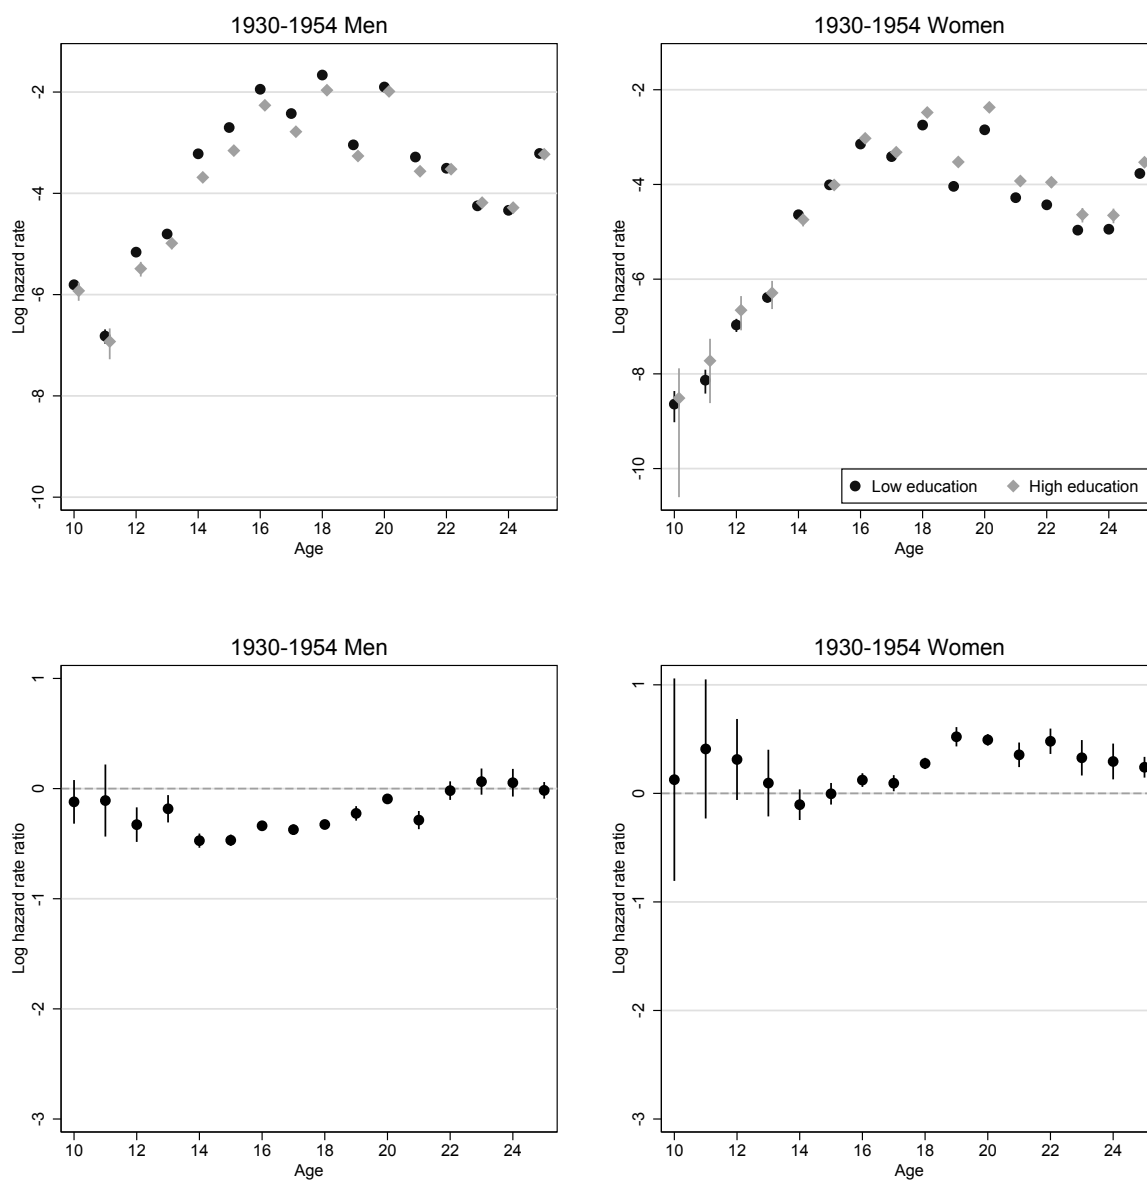 1930-1954 Men
1930-1954 Women
Log hazard rate
-2
-4
-6
-8
-10
10 12 14 16 18 20 22 24
Age
Log hazard rate
-2
-4
-6
-8
-10
Low education High education
10 12 14 16 18 20 22 24
Age
1930-1954 Men
1930-1954 Women
Log hazard rate ratio
1
0
-1
-2
-3
10 12 14 16 18 20 22 24
Age
Log hazard rate ratio
1
0
-1
-2
-3
10 12 14 16 18 20 22 24
Age